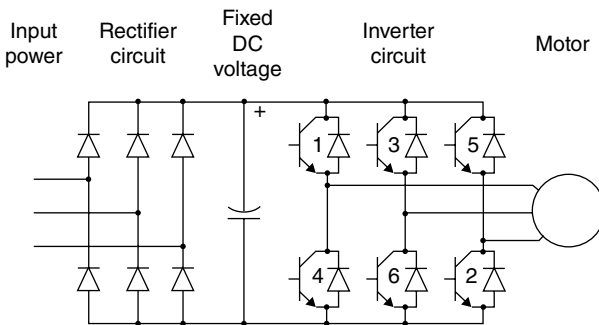 Input
power
Rectifier
circuit
Fixed
DC
voltage
Inverter
circuit
Motor
+
1
3
5
4
6
2